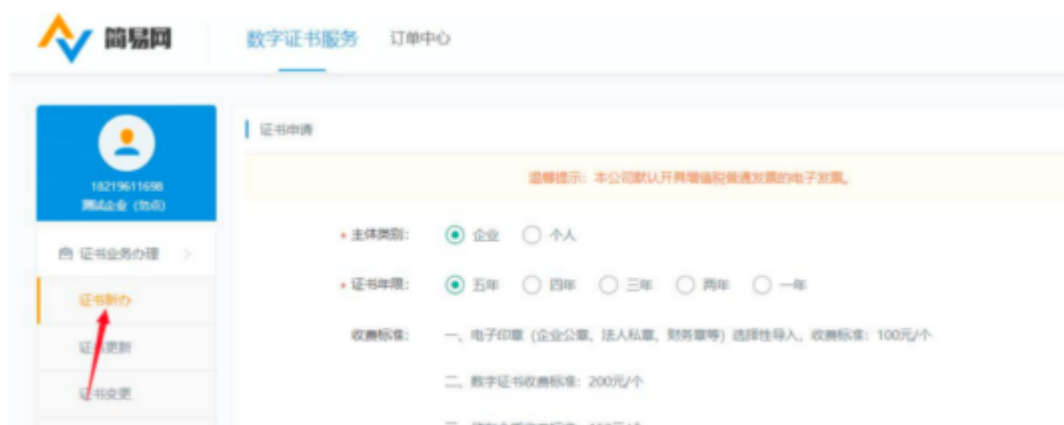 简易网
数字证书服务 订单中心
18219611698
测试企业（勿点）
证书业务办理
证书新办
证书更新
证书变更
证书申请
温馨提示：本公司默认开具增值税普通发票的电子发票。
* 主体类别： 企业 个人
* 证书年限： 五年 四年 三年 两年 一年
收费标准： 一、电子印章（企业公章、法人私章、财务章等）选择性导入，收费标准：100元/个
二、数字证书收费标准：200元/个